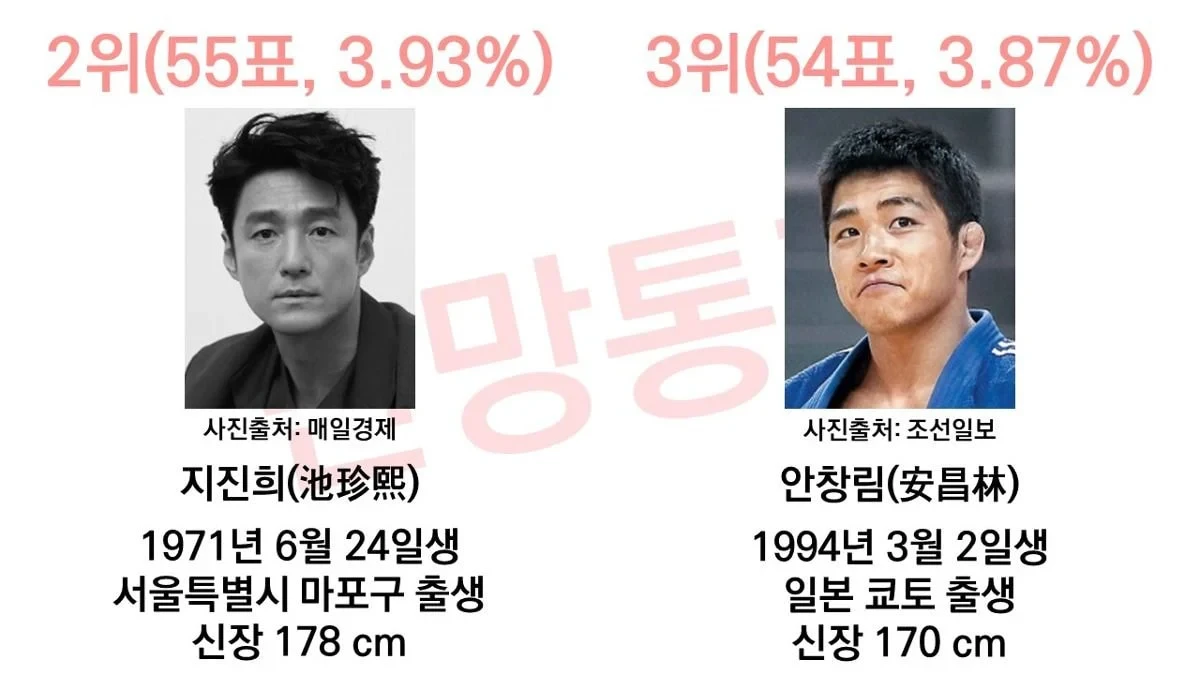 2위(55표, 3.93%)
사진출처: 매일경제
지진희(池珍熙)
1971년 6월 24일생
서울특별시 마포구 출생
신장 178 cm
3위(54표, 3.87%)
사진출처: 조선일보
안창림(安昌林)
1994년 3월 2일생
일본 쿄토 출생
신장 170 cm
망통